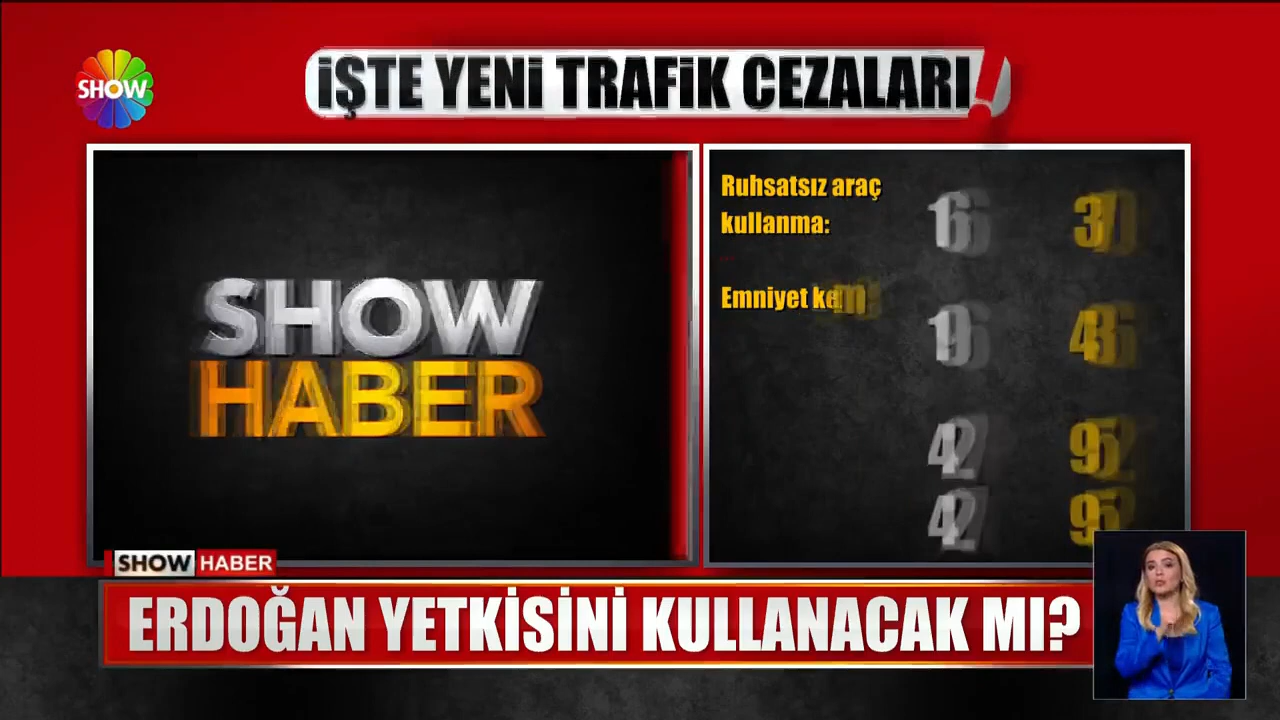 SHOW
İŞTE YENİ TRAFİK CEZALARI!
SHOW
HABER
Ruhsatsız araç
kullanma:
Emniyet
SHOW HABER
ERDOĞAN YETKİSİNİ KULLANACAK MI?